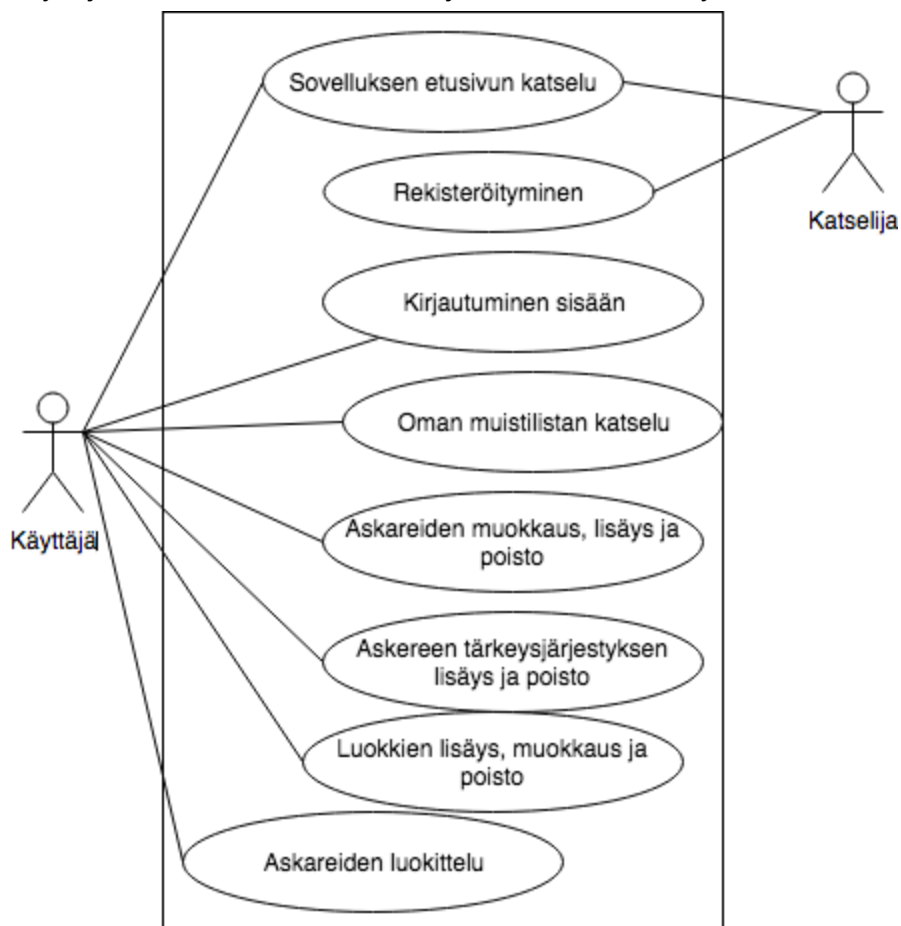 Sovelluksen etusivun katselu
Rekisteröityminen
Katselija
Kirjautuminen sisään
Oman muistilistan katselu
Käyttäjä
Askareiden muokkaus, lisäys ja
poisto
Askereen tärkeysjärjestyksen
lisäys ja poisto
Luokkien lisäys, muokkaus ja
poisto
Askareiden luokittelu